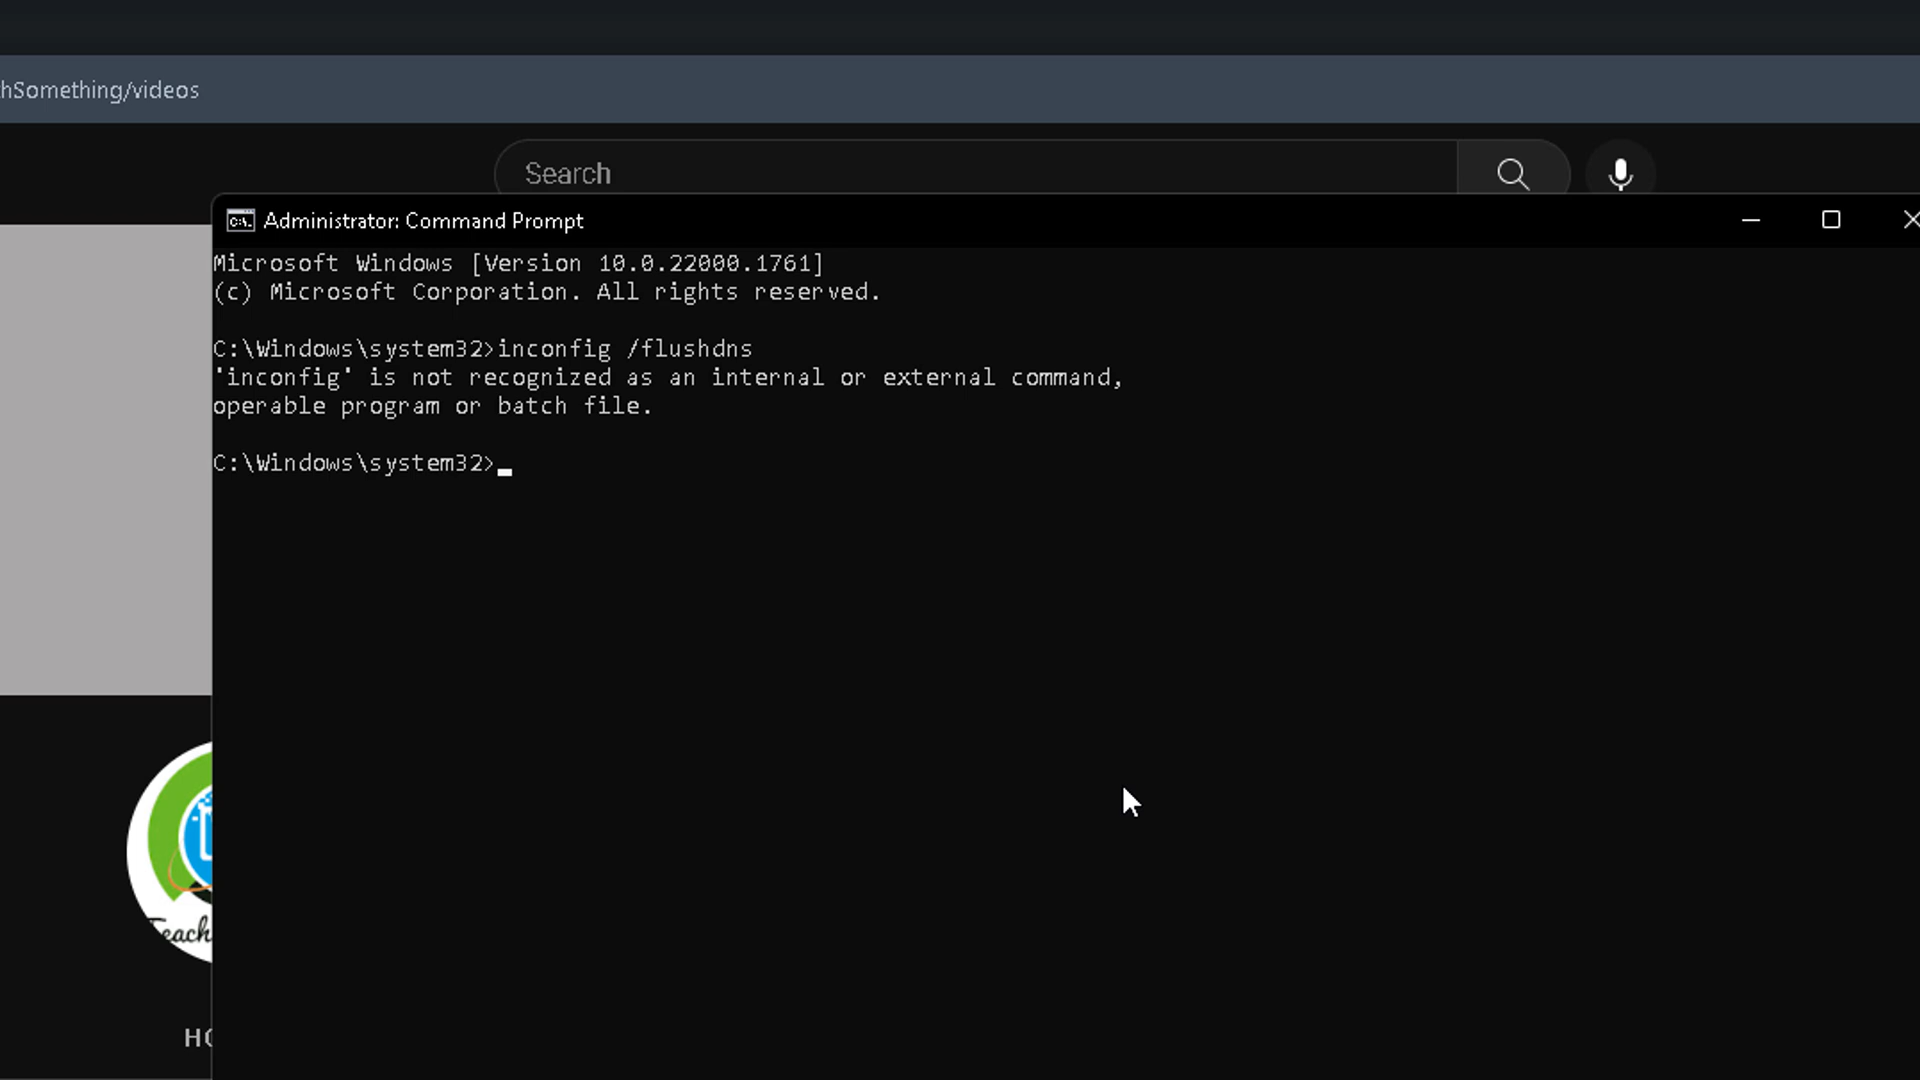 hSomething/videos
Search
Administrator: Command Prompt
Microsoft Windows [Version 10.0.22000.1761]
(c) Microsoft Corporation. All rights reserved.
C:\Windows\system32>inconfig /flushdns
'inconfig' is not recognized as an internal or external command,
operable program or batch file.
C:\Windows\system32>
Teach
HO